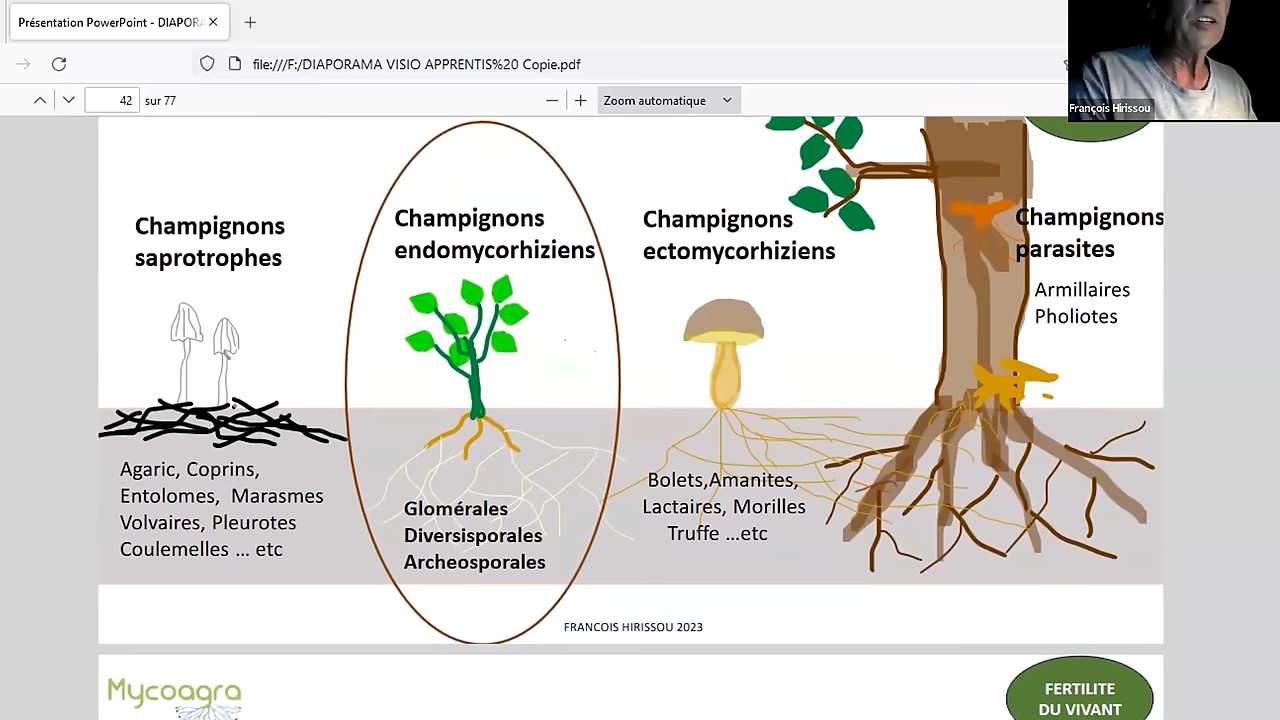 Présentation PowerPoint - DIAPORA
file:///F:/DIAPORAMA VISIO APPRENTIS%20 Copie.pdf
42 sur 77
Zoom automatique
François Hirissou
Champignons
saprotrophes
Agaric, Coprins,
Entolomes, Marasmes
Volvaires, Pleurotes
Coulemelles ... etc
Champignons
endomycorhiziens
Glomérales
Diversisporales
Archeosporales
Champignons
ectomycorhiziens
Bolets,Amanites,
Lactaires, Morilles
Truffe ...etc
Champignons
parasites
Armillaires
Pholiotes
FRANCOIS HIRISSOU 2023
Mycoagra
FERTILITE
DU VIVANT